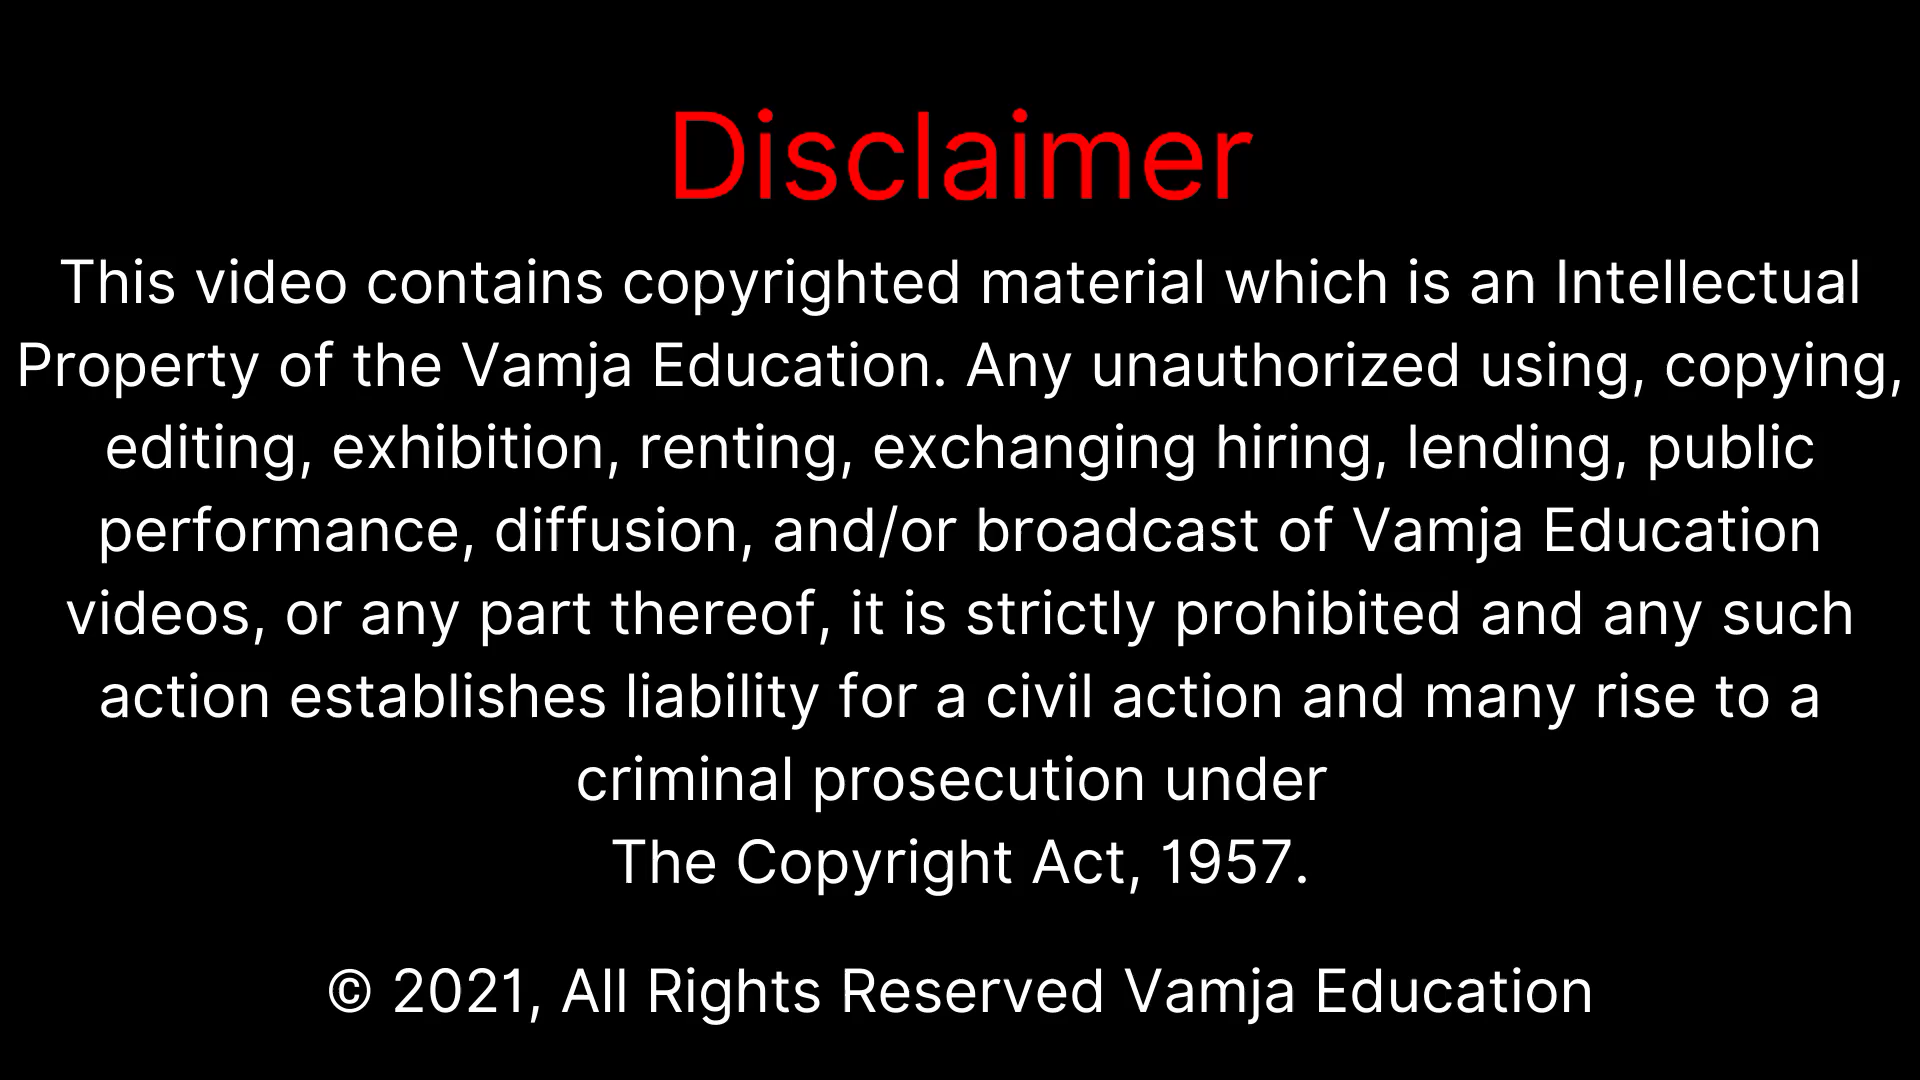 Disclaimer
This video contains copyrighted material which is an Intellectual
Property of the Vamja Education. Any unauthorized using, copying,
editing, exhibition, renting, exchanging hiring, lending, public
performance, diffusion, and/or broadcast of Vamja Education
videos, or any part thereof, it is strictly prohibited and any such
action establishes liability for a civil action and many rise to a
criminal prosecution under
The Copyright Act, 1957.
© 2021, All Rights Reserved Vamja Education